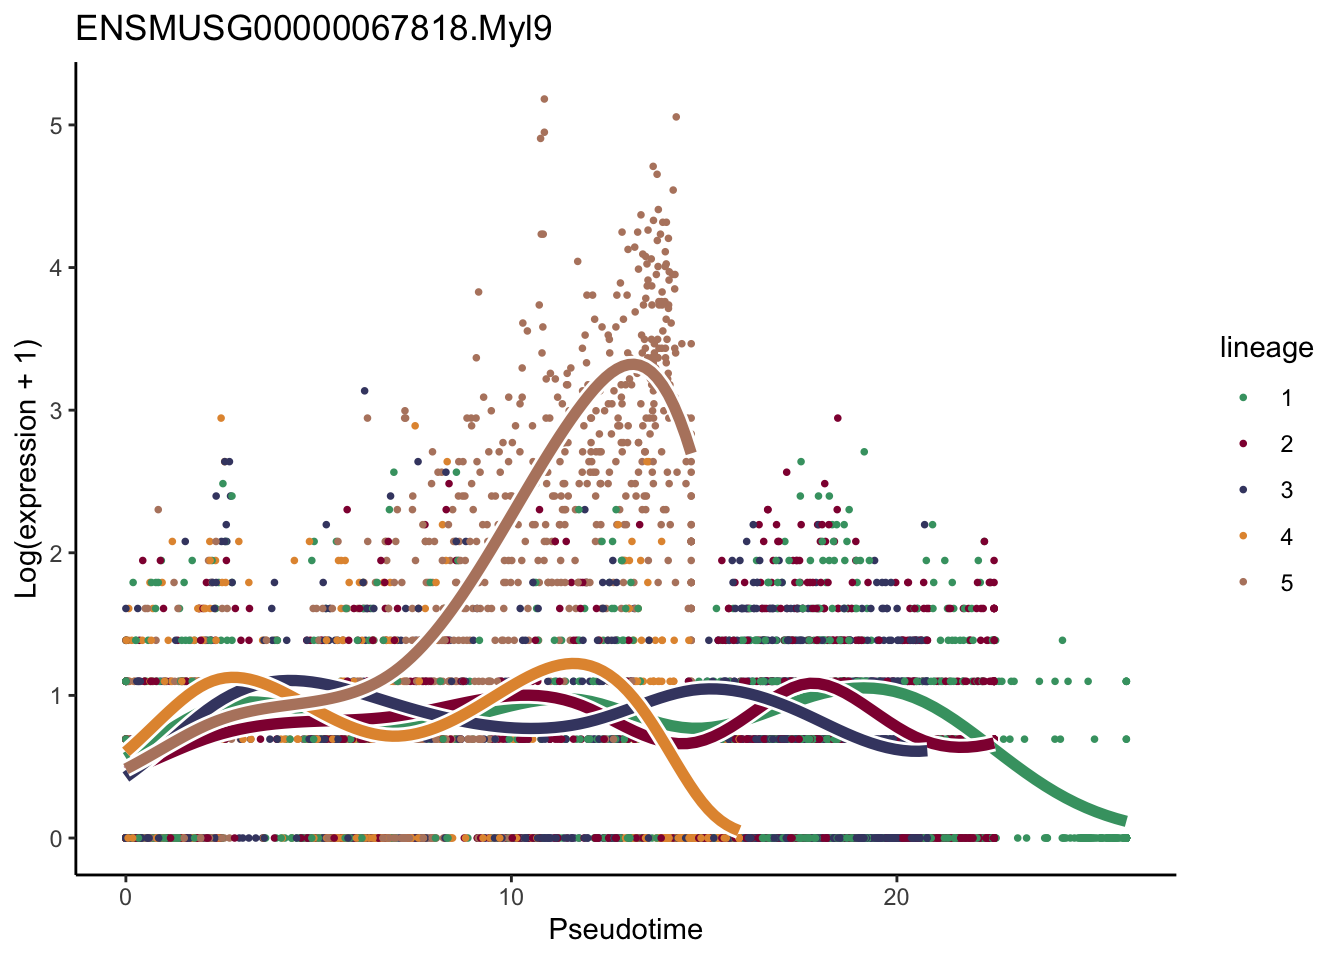 ENSMUSG00000067818.Myl9
Log(expression + 1)
5
4
3
2
1
0
0 10 20
Pseudotime
lineage
1
2
3
4
5